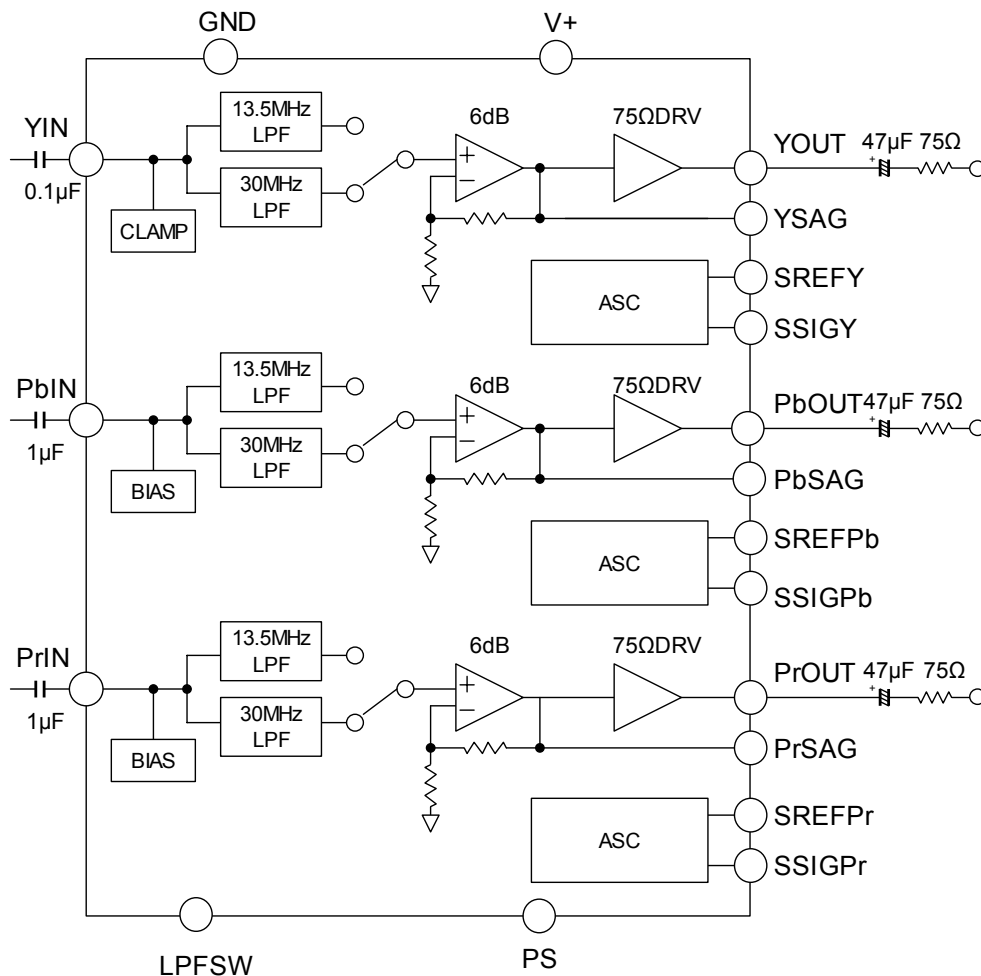 GND
V+
YIN
0.1µF
13.5MHz
LPF
30MHz
LPF
CLAMP
6dB
75ΩDRV
YOUT
47µF 75Ω
+
YSAG
ASC
SREFY
SSIGY
PbIN
1µF
13.5MHz
LPF
30MHz
LPF
BIAS
6dB
75ΩDRV
PbOUT
47µF 75Ω
+
PbSAG
ASC
SREFPb
SSIGPb
PrIN
1µF
13.5MHz
LPF
30MHz
LPF
BIAS
6dB
75ΩDRV
PrOUT
47µF 75Ω
+
PrSAG
ASC
SREFPr
SSIGPr
LPFSW
PS